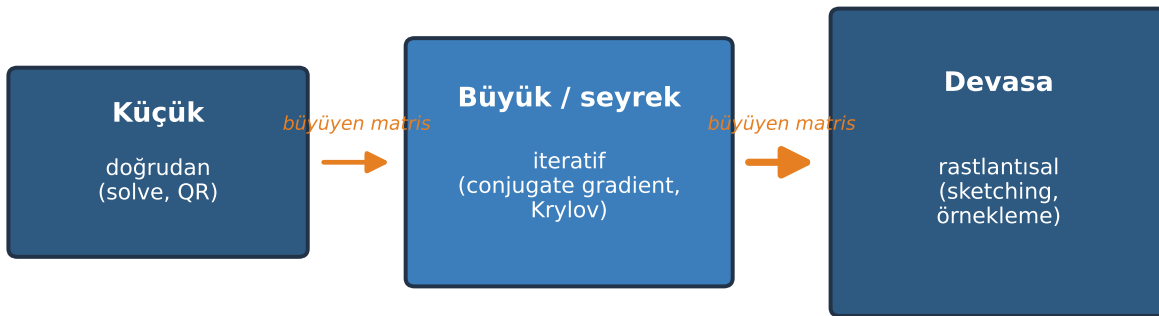 Küçük
doğrudan
(solve, QR)
büyüyen matris
Büyük / seyrek
iteratif
(conjugate gradient,
Krylov)
büyüyen matris
Devasa
rastlantısal
(sketching,
örnekleme)